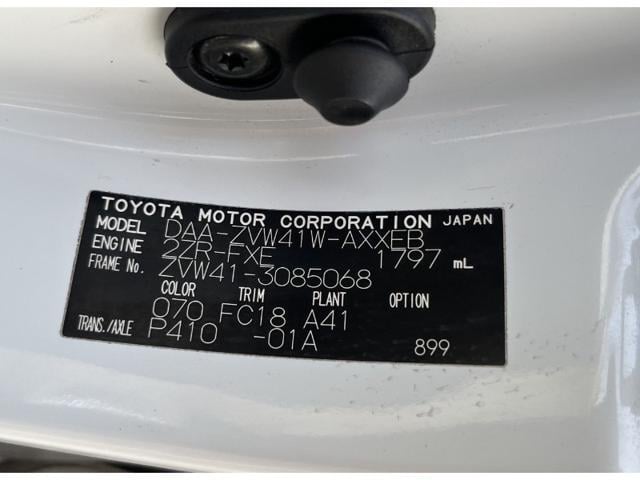 TOYOTA MOTOR CORPORATION JAPAN
MODEL DAA-ZVW41W-AXXEB
ENGINE 2ZR-FXE 1797 mL
FRAME No. ZVW41-3085068
COLOR TRIM PLANT OPTION
070 FC18 A41
TRANS./AXLE P410 -01A 899